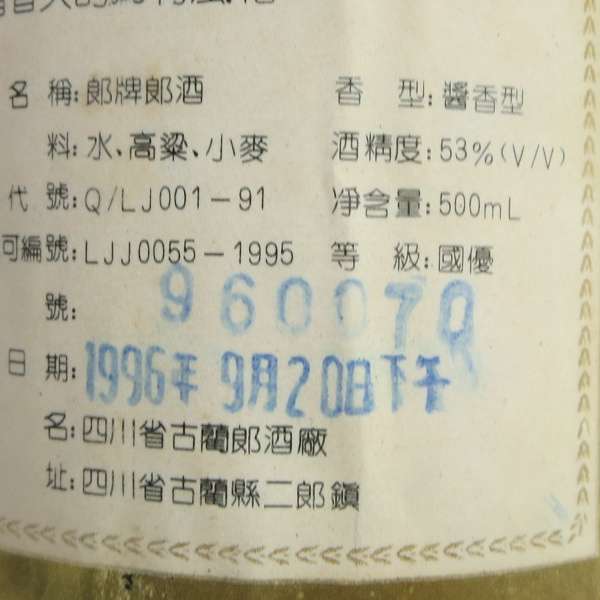 名 稱: 郎牌郎酒 香 型: 醬香型
料: 水、高粱、小麥 酒精度: 53%(V/V)
代 號: Q/LJ001-91 凈含量: 500mL
可編號: LJJ0055-1995 等 級: 國優
號: 960070
日 期: 1996年 9月20日下午
名: 四川省古藺郎酒廠
址: 四川省古藺縣二郎鎮